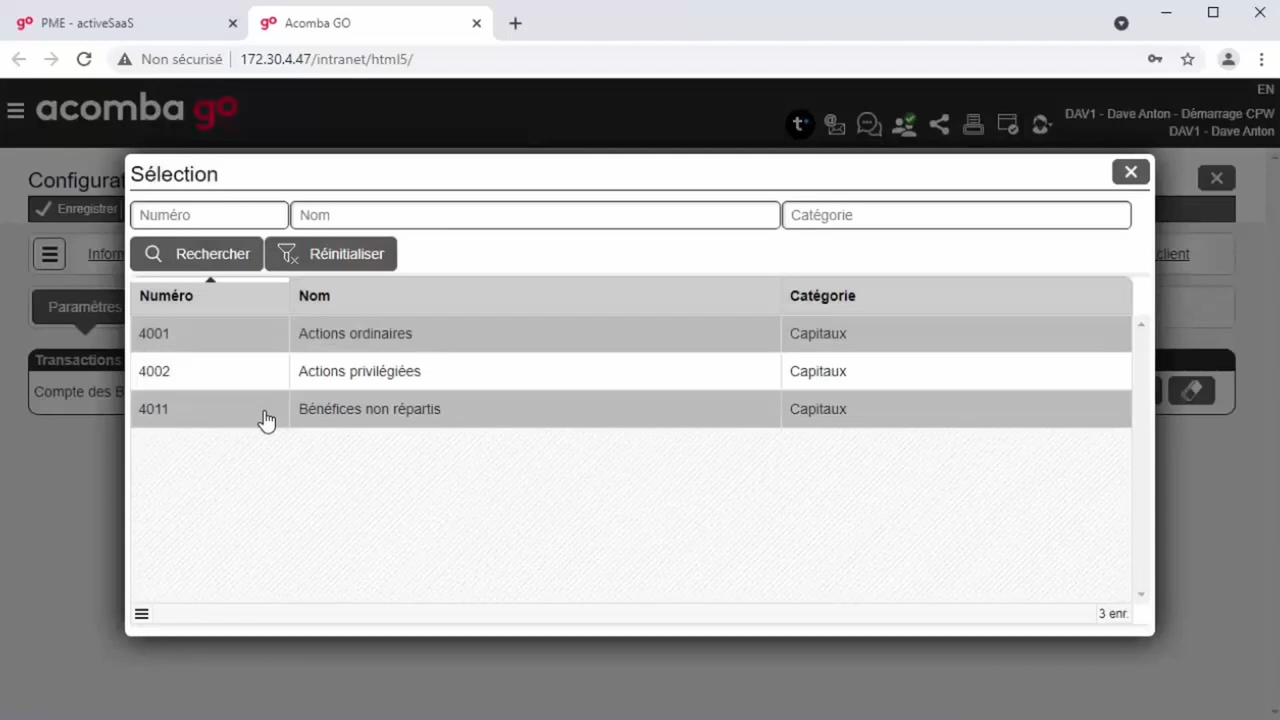 PME - activeSaaS
Acomba GO
Non sécurisé
172.30.4.47/intranet/html5/
EN
acomba go
DAV1 - Dave Anton - Démarrage CPW
DAV1 - Dave Anton
Configurat
Sélection
Enregistrer
Numéro
Nom
Catégorie
Rechercher
Réinitialiser
Inform
client
Numéro
Nom
Catégorie
Paramètres
4001
Actions ordinaires
Capitaux
Transactions
4002
Actions privilégiées
Capitaux
Compte des B
4011
Bénéfices non répartis
Capitaux
3 enr.